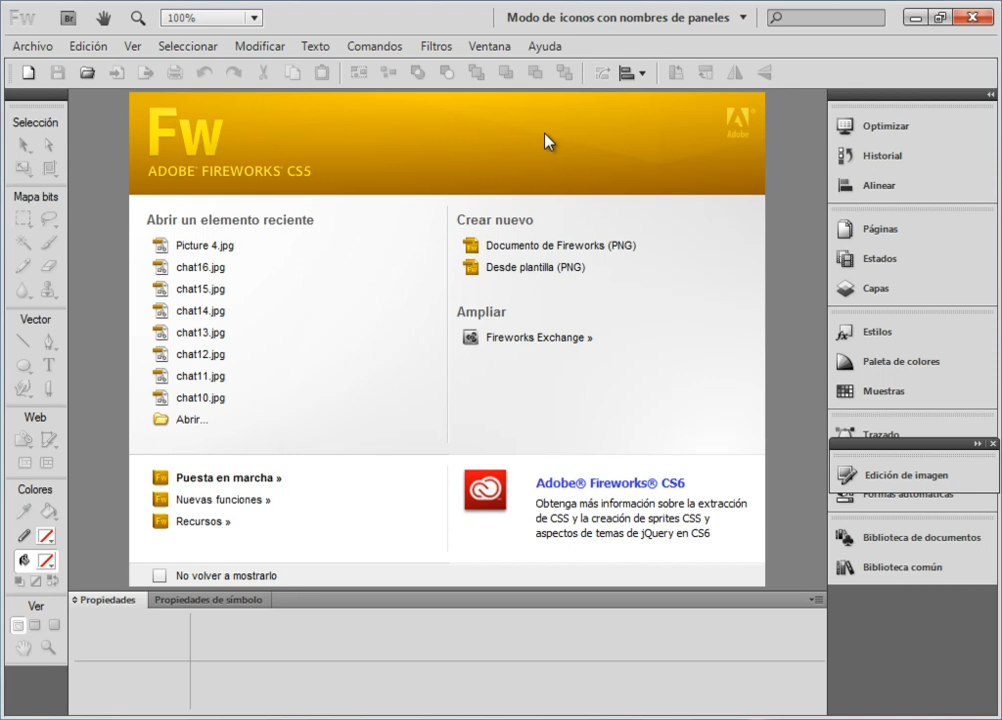 Fw
Br
100%
Modo de iconos con nombres de paneles
Archivo Edición Ver Seleccionar Modificar Texto Comandos Filtros Ventana Ayuda
Selección
Mapa bits
Vector
Web
Colores
Ver
Fw
ADOBE® FIREWORKS® CS5
Adobe
Abrir un elemento reciente
Picture 4.jpg
chat16.jpg
chat15.jpg
chat14.jpg
chat13.jpg
chat12.jpg
chat11.jpg
chat10.jpg
Abrir...
Crear nuevo
Documento de Fireworks (PNG)
Desde plantilla (PNG)
Ampliar
Fireworks Exchange »
Puesta en marcha »
Nuevas funciones »
Recursos »
Adobe® Fireworks® CS6
Obtenga más información sobre la extracción
de CSS y la creación de sprites CSS y
aspectos de temas de jQuery en CS6
No volver a mostrarlo
Propiedades Propiedades de símbolo
Optimizar
Historial
Alinear
Páginas
Estados
Capas
Estilos
Paleta de colores
Muestras
Trazado
Edición de imagen
Formas automáticas
Biblioteca de documentos
Biblioteca común